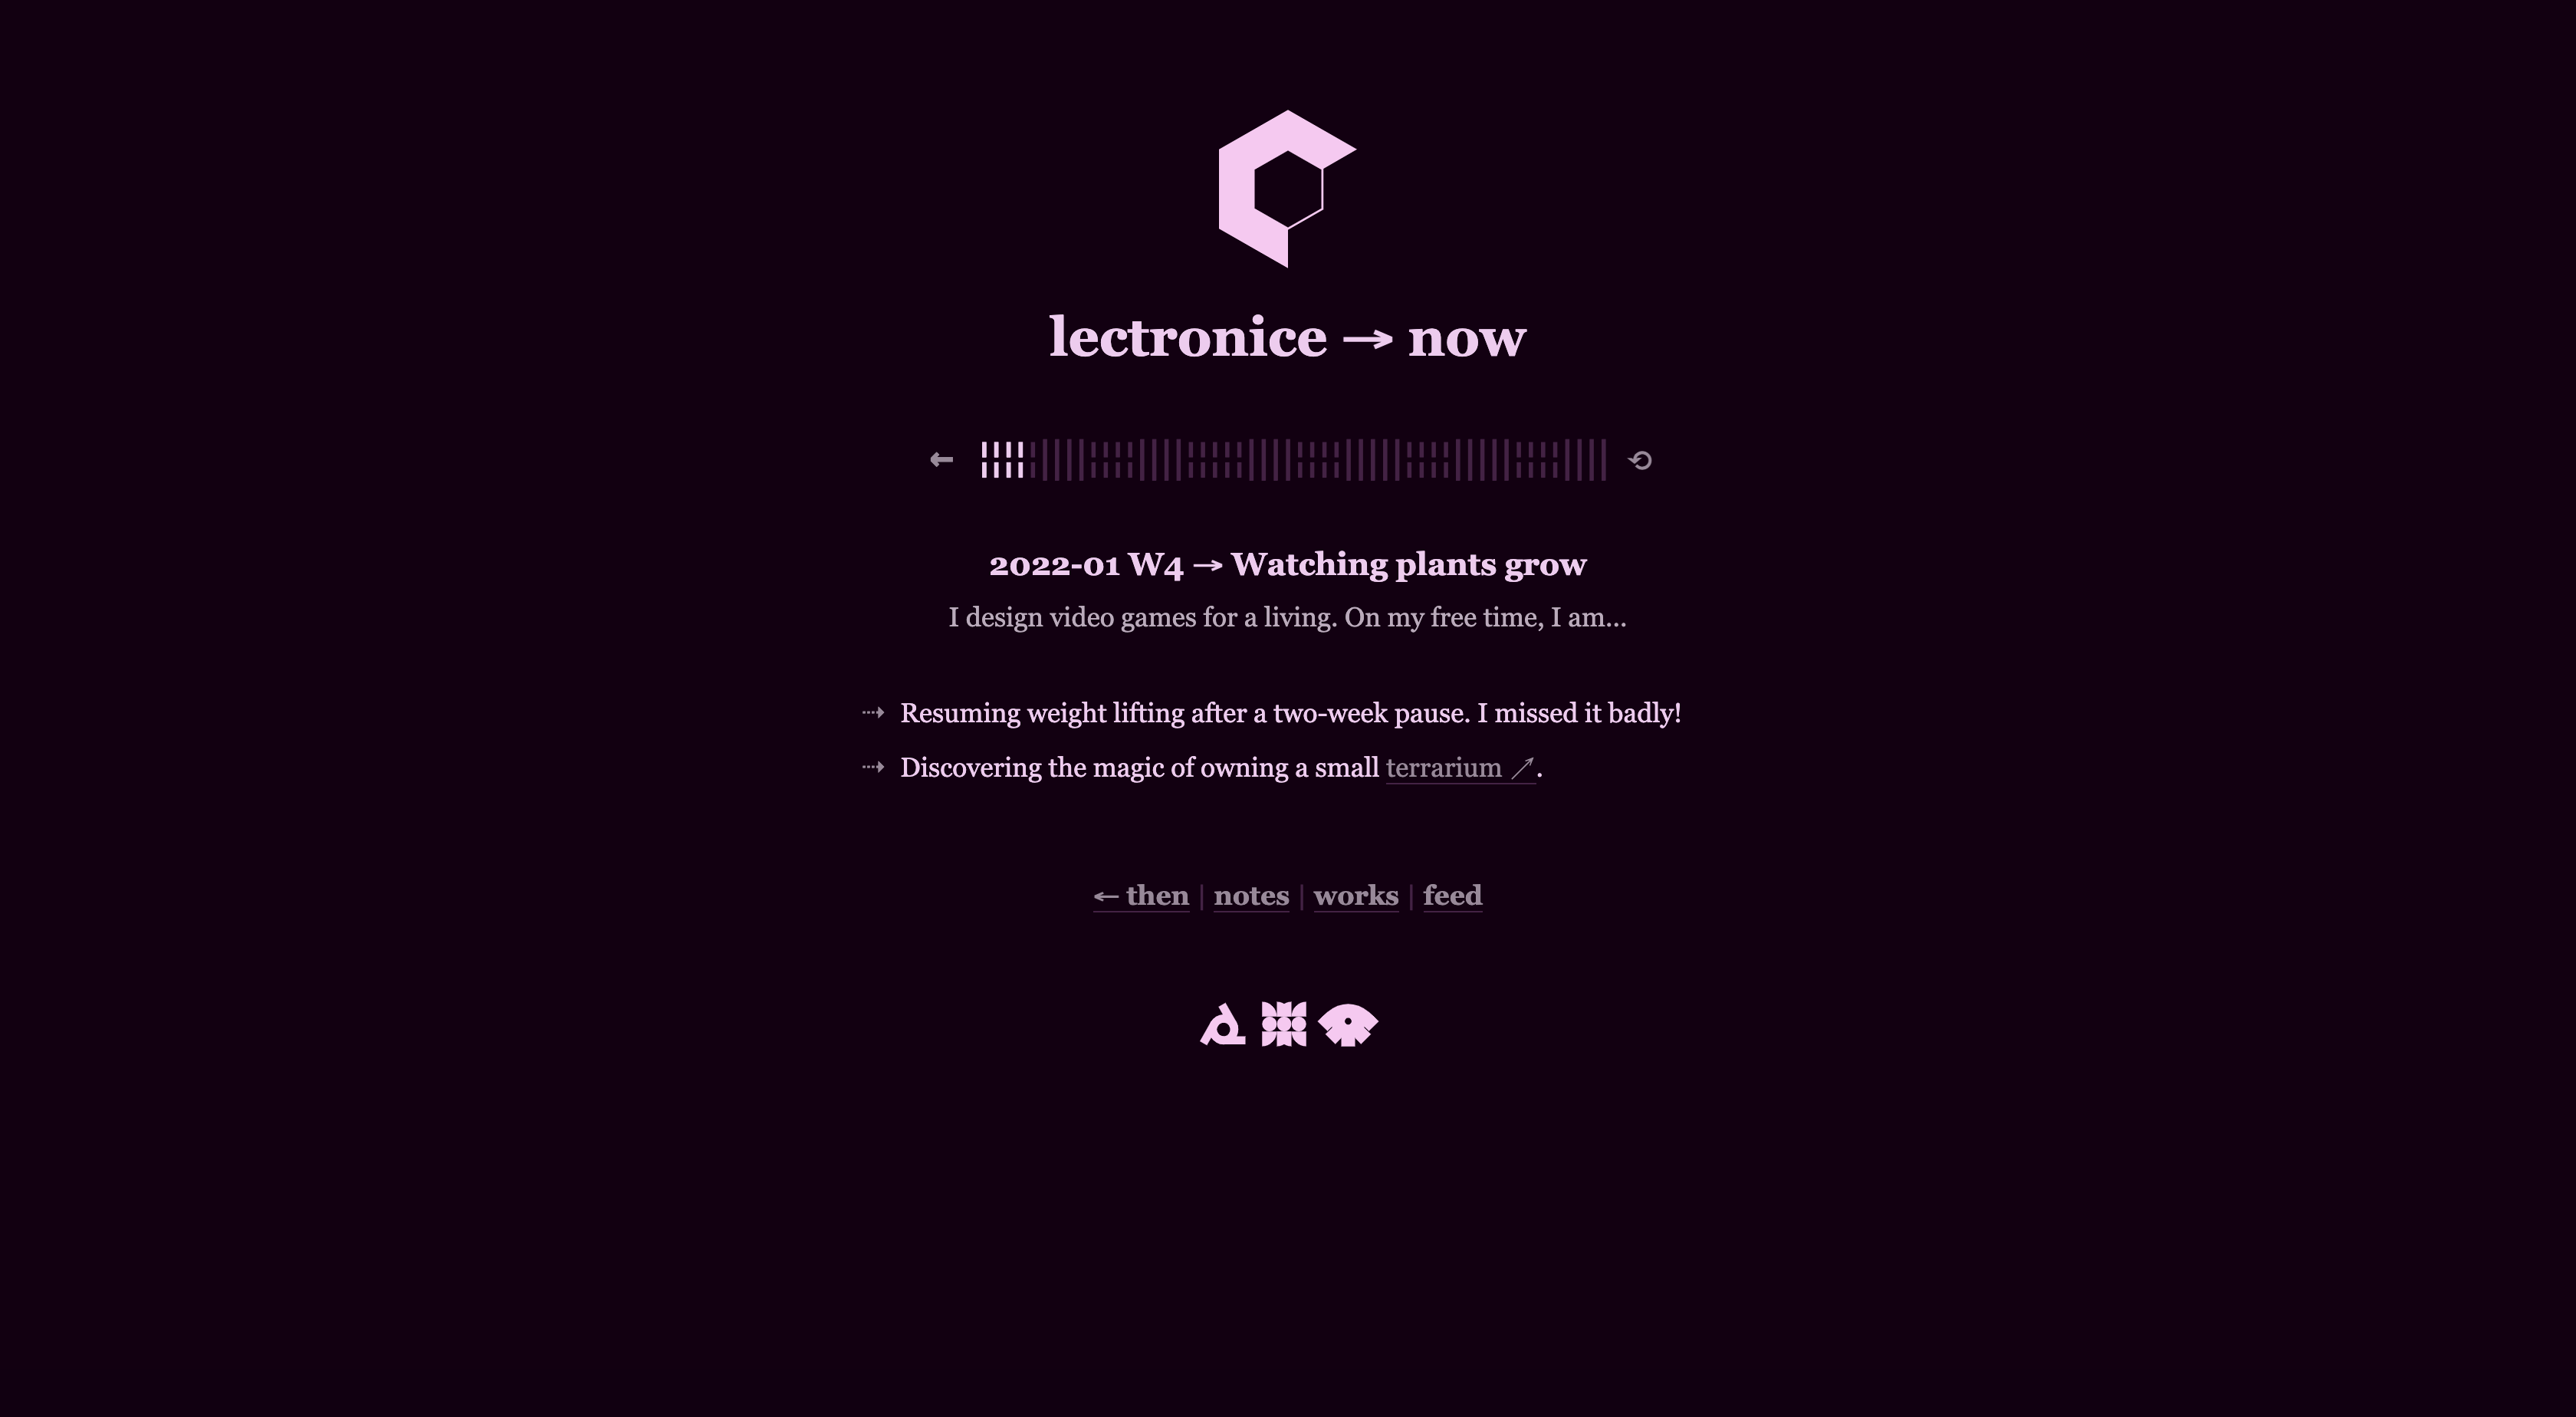 lectronice → now
←
⟲
2022-01 W4 → Watching plants grow
I design video games for a living. On my free time, I am...
⇢ Resuming weight lifting after a two-week pause. I missed it badly!
⇢ Discovering the magic of owning a small terrarium ↗.
← then | notes | works | feed